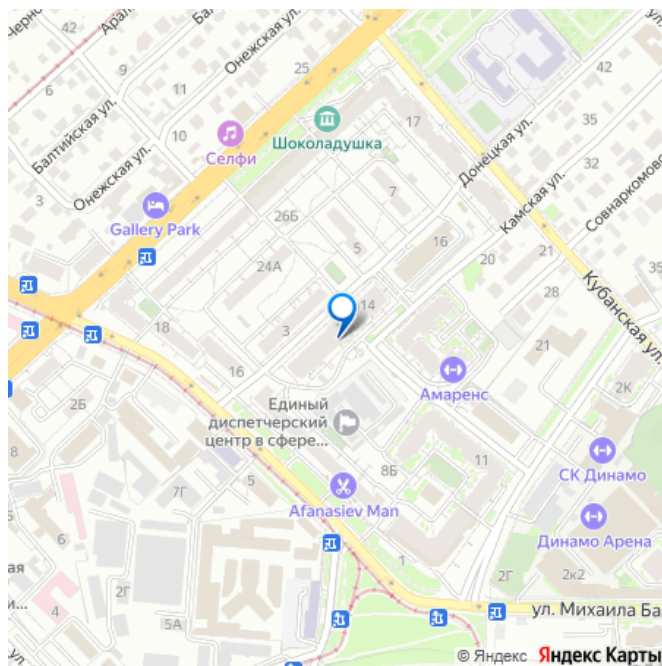 42
Онежская ул.
25
9
6
11
Балтийская ул.
10
Селфи
Шоколадушка
17
42
35
Донецкая ул.
32
Онежская ул.
3
7
Камская ул.
Gallery Park
26Б
5
16
20
21
24А
28
Кубанская ул.
14
18
3
21
16
Амаренс
2К
2Б
Единый
диспетчерский
центр в сфере...
8
8Б
11
СК Динамо
7Г
Afanasiev Man
Динамо Арена
1
2Г
2к2
ая
и...
4
2Г
ул. Михаила Ба
5А
© Яндекс Яндекс Карты